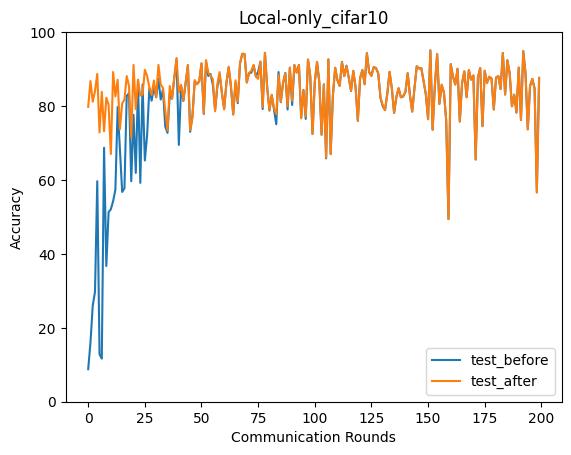 Local-only_cifar10
Accuracy
100
80
60
40
20
0
0 25 50 75 100 125 150 175 200
Communication Rounds
test_before
test_after